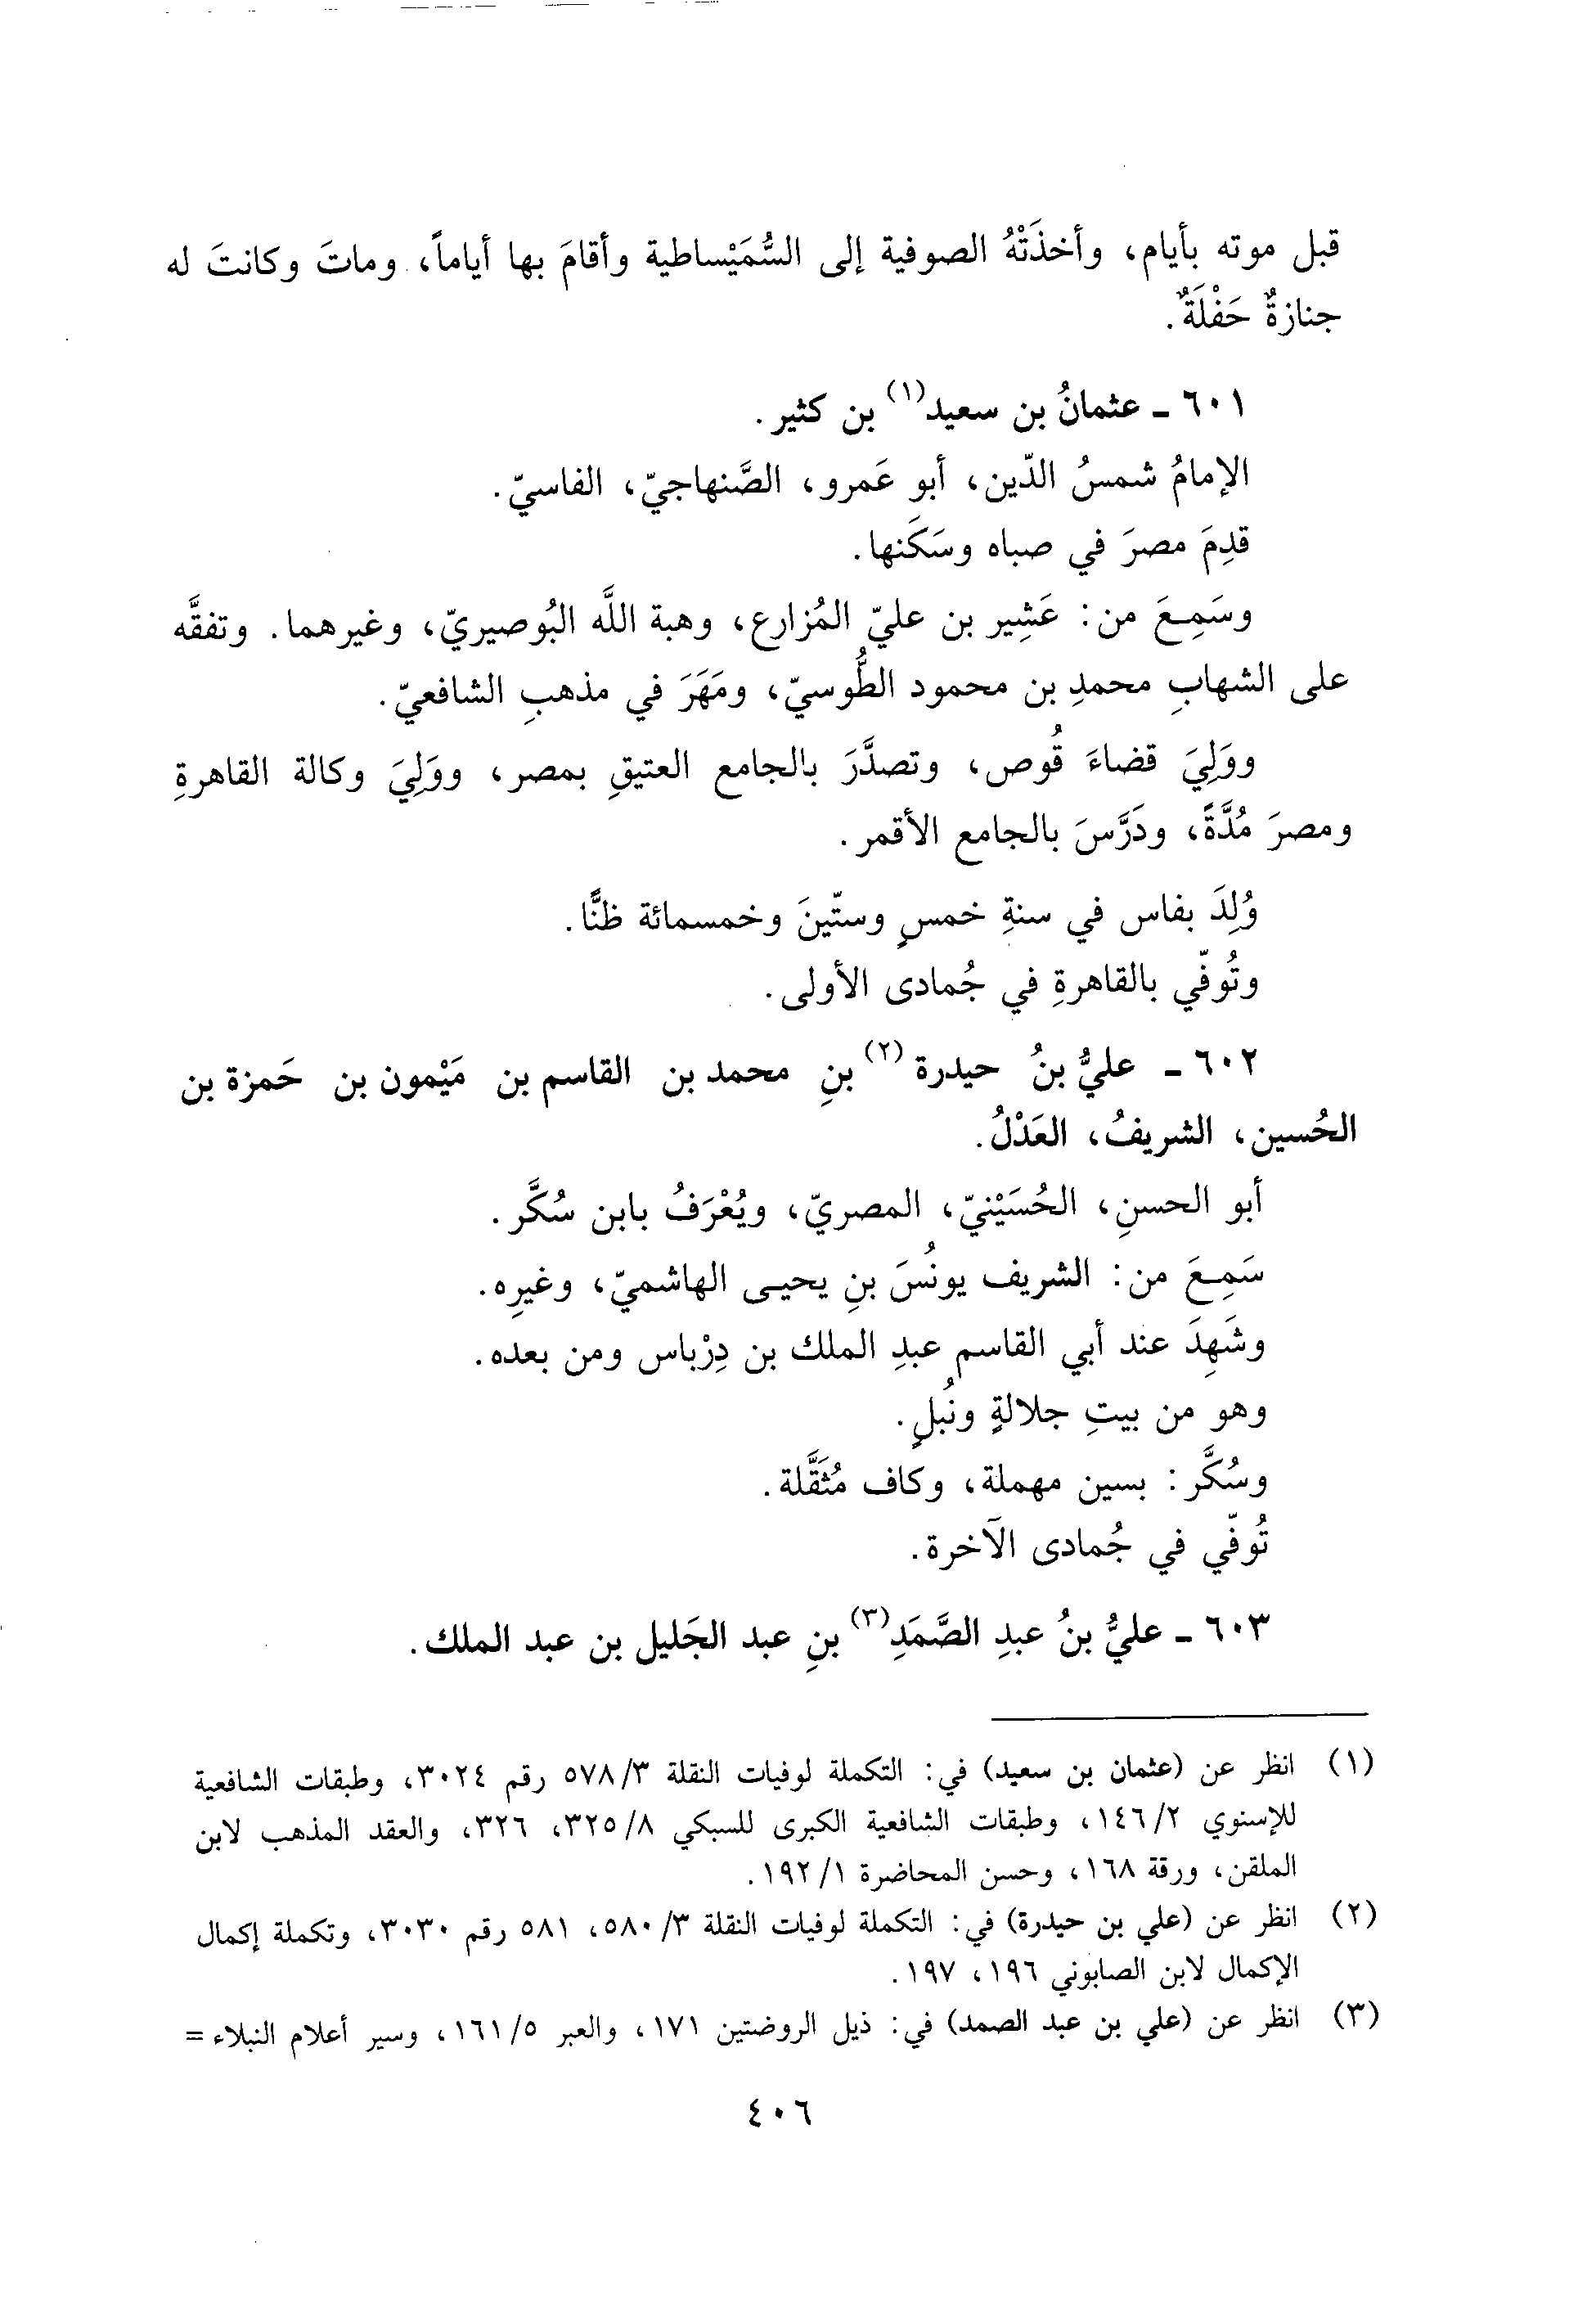 قبل موته بأيام، وأخذَتْهُ الصوفية إلى السُّمَيْساطية وأقامَ بها أياماً، وماتَ وكانتَ له
جنازةٌ حَفْلَةٌ.
٦٠١ ـ عثمانُ بن سعيد(١) بن كثير.
الإمامُ شمسُ الدّين، أبو عَمرو، الصَّنهاجيّ، الفاسيّ.
قدِمَ مصرَ في صباه وسَكَنها.
وسَمِعَ من: عَشِير بن عليّ المُزارع، وهبة اللَّه البُوصيريّ، وغيرهما. وتفقَّه
على الشهابِ محمدِ بن محمود الطُّوسيّ، ومَهَرَ في مذهبِ الشافعيّ.
ووَلِيَ قضاءَ قُوص، وتصدَّرَ بالجامع العتيقِ بمصر، ووَلِيَ وكالة القاهرةِ
ومصرَ مُدَّةً، ودَرَّسَ بالجامع الأقمر.
وُلِدَ بفاس في سنةِ خمسٍ وستّينَ وخمسمائة ظنًّا.
وتُوفّي بالقاهرةِ في جُمادى الأولى.
٦٠٢ ـ عليُّ بنُ حيدرة(٢) بنِ محمد بن القاسم بن مَيْمون بن حَمزة بن
الحُسين، الشريفُ، العَدْلُ.
أبو الحسنِ، الحُسَيْنيّ، المصريّ، ويُعْرَفُ بابن سُكَّر.
سَمِعَ من: الشريف يونُسَ بنِ يحيى الهاشميّ، وغيرِه.
وشَهِدَ عند أبي القاسم عبدِ الملك بن دِرْباس ومن بعده.
وهو من بيتِ جلالةٍ ونُبلٍ.
وسُكَّر: بسين مهملة، وكاف مُثَقَّلة.
تُوفّي في جُمادى الآخرة.
٦٠٣ ـ عليُّ بنُ عبدِ الصَّمَدِ(٣) بنِ عبد الجَليل بن عبد الملك.
(١) انظر عن (عثمان بن سعيد) في: التكملة لوفيات النقلة ٥٧٨/٣ رقم ٣٠٢٤، وطبقات الشافعية
للإسنوي ١٤٦/٢، وطبقات الشافعية الكبرى للسبكي ٣٢٥/٨، ٣٢٦، والعقد المذهب لابن
الملقن، ورقة ١٦٨، وحسن المحاضرة ١٩٢/١.
(٢) انظر عن (علي بن حيدرة) في: التكملة لوفيات النقلة ٥٨٠/٣، ٥٨١ رقم ٣٠٣٠، وتكملة إكمال
الإكمال لابن الصابوني ١٩٦، ١٩٧.
(٣) انظر عن (علي بن عبد الصمد) في: ذيل الروضتين ١٧١، والعبر ١٦١/٥، وسير أعلام النبلاء =
٤٠٦